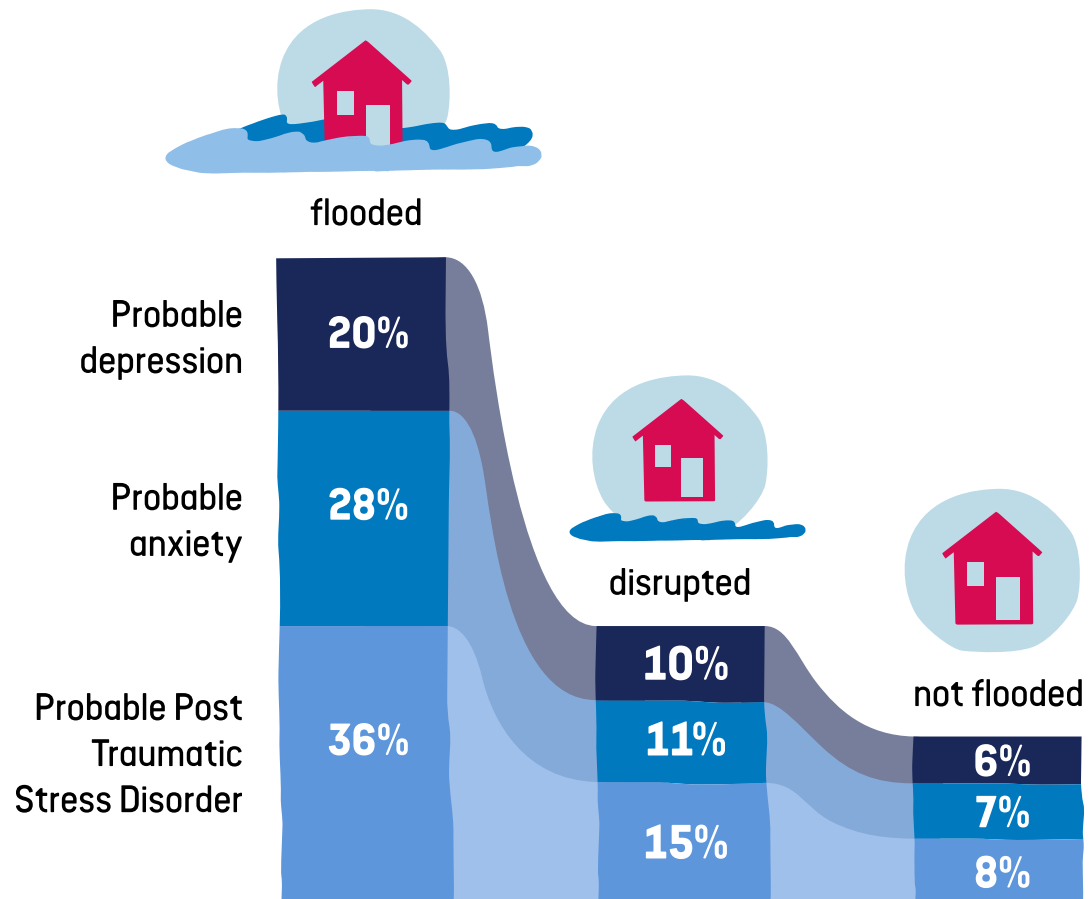 flooded
Probable
depression
20%
Probable
anxiety
28%
disrupted
10%
not flooded
Probable Post
Traumatic
Stress Disorder
36%
11%
6%
7%
15%
8%